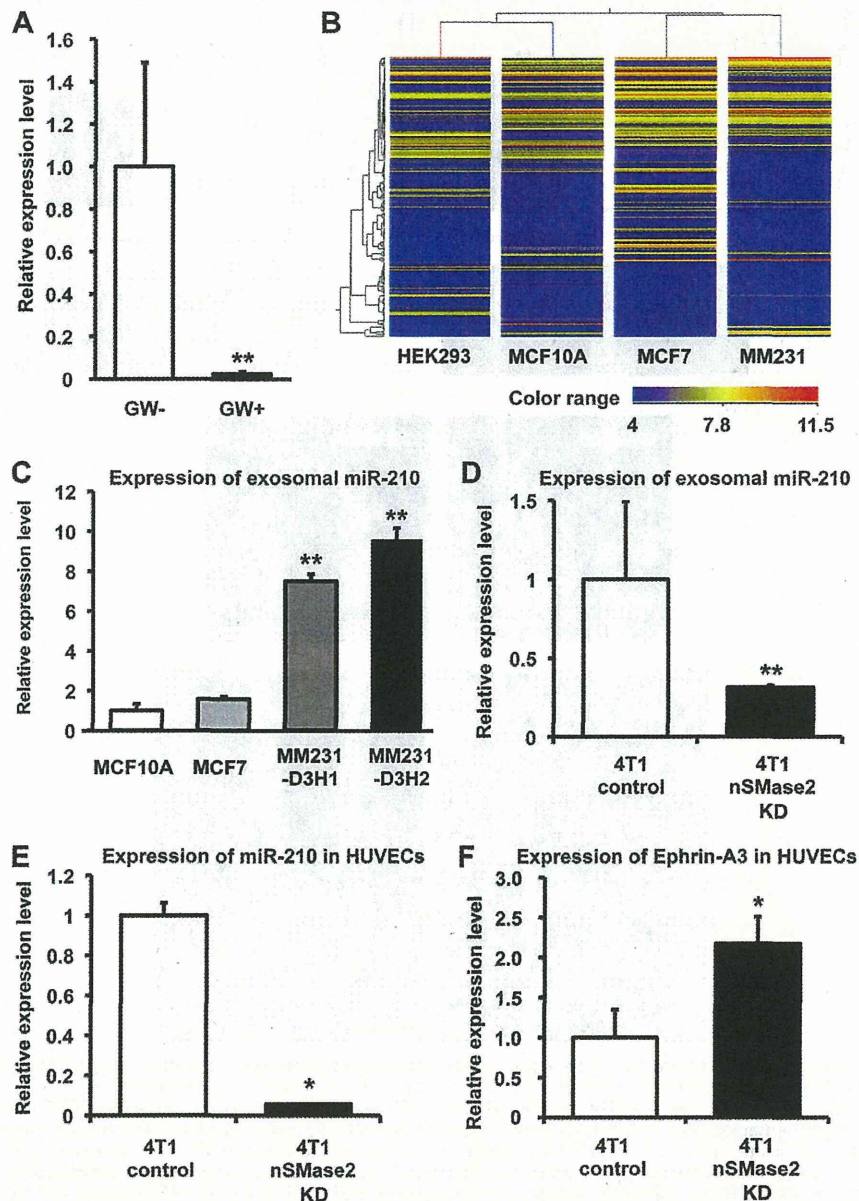 A
Relative expression level
1.6
1.4
1.2
1.0
0.8
0.6
0.4
0.2
0
**
GW-
GW+
B
HEK293
MCF10A
MCF7
MM231
Color range
4
7.8
11.5
C
Expression of exosomal miR-210
Relative expression level
12
10
8
6
4
2
0
**
**
MCF10A
MCF7
MM231
-D3H1
MM231
-D3H2
D
Expression of exosomal miR-210
Relative expression level
1.5
1
0.5
0
**
4T1
control
4T1
nSMase2
KD
E
Expression of miR-210 in HUVECs
Relative expression level
1.2
1
0.8
0.6
0.4
0.2
0
*
4T1
control
4T1
nSMase2
KD
F
Expression of Ephrin-A3 in HUVECs
Relative expression level
3.0
2.5
2.0
1.5
1.0
0.5
0.0
*
4T1
control
4T1
nSMase2
KD